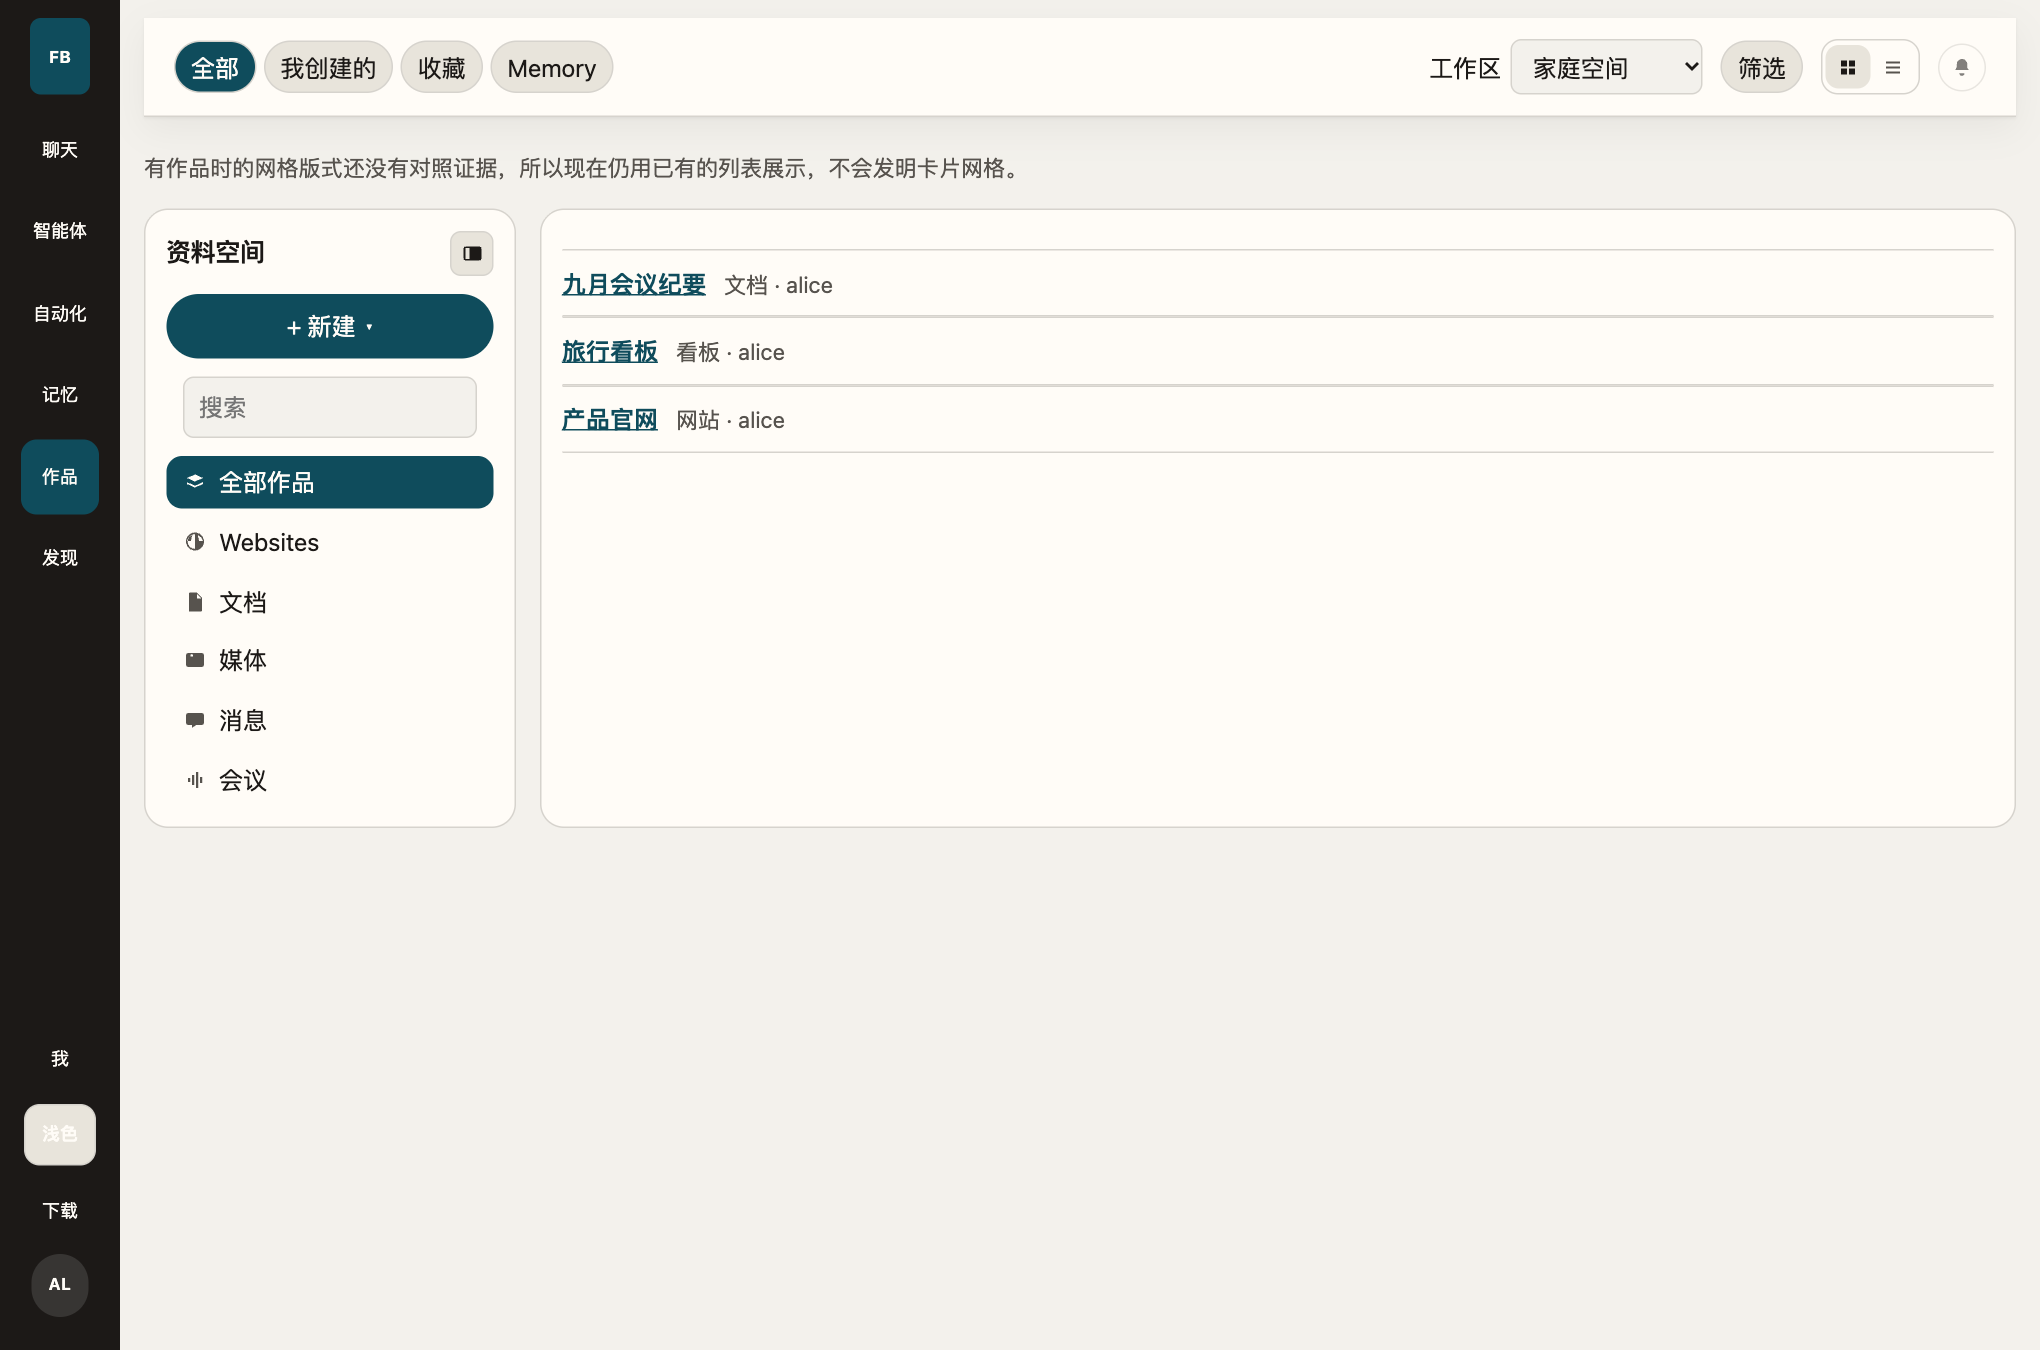 FB
聊天
智能体
自动化
记忆
作品
发现
我
浅色
下载
AL
全部 我创建的 收藏 Memory 工作区 家庭空间 筛选
有作品时的网格版式还没有对照证据，所以现在仍用已有的列表展示，不会发明卡片网格。
资料空间
+ 新建 ▾
搜索
全部作品
Websites
文档
媒体
消息
会议
九月会议纪要 文档 · alice
旅行看板 看板 · alice
产品官网 网站 · alice